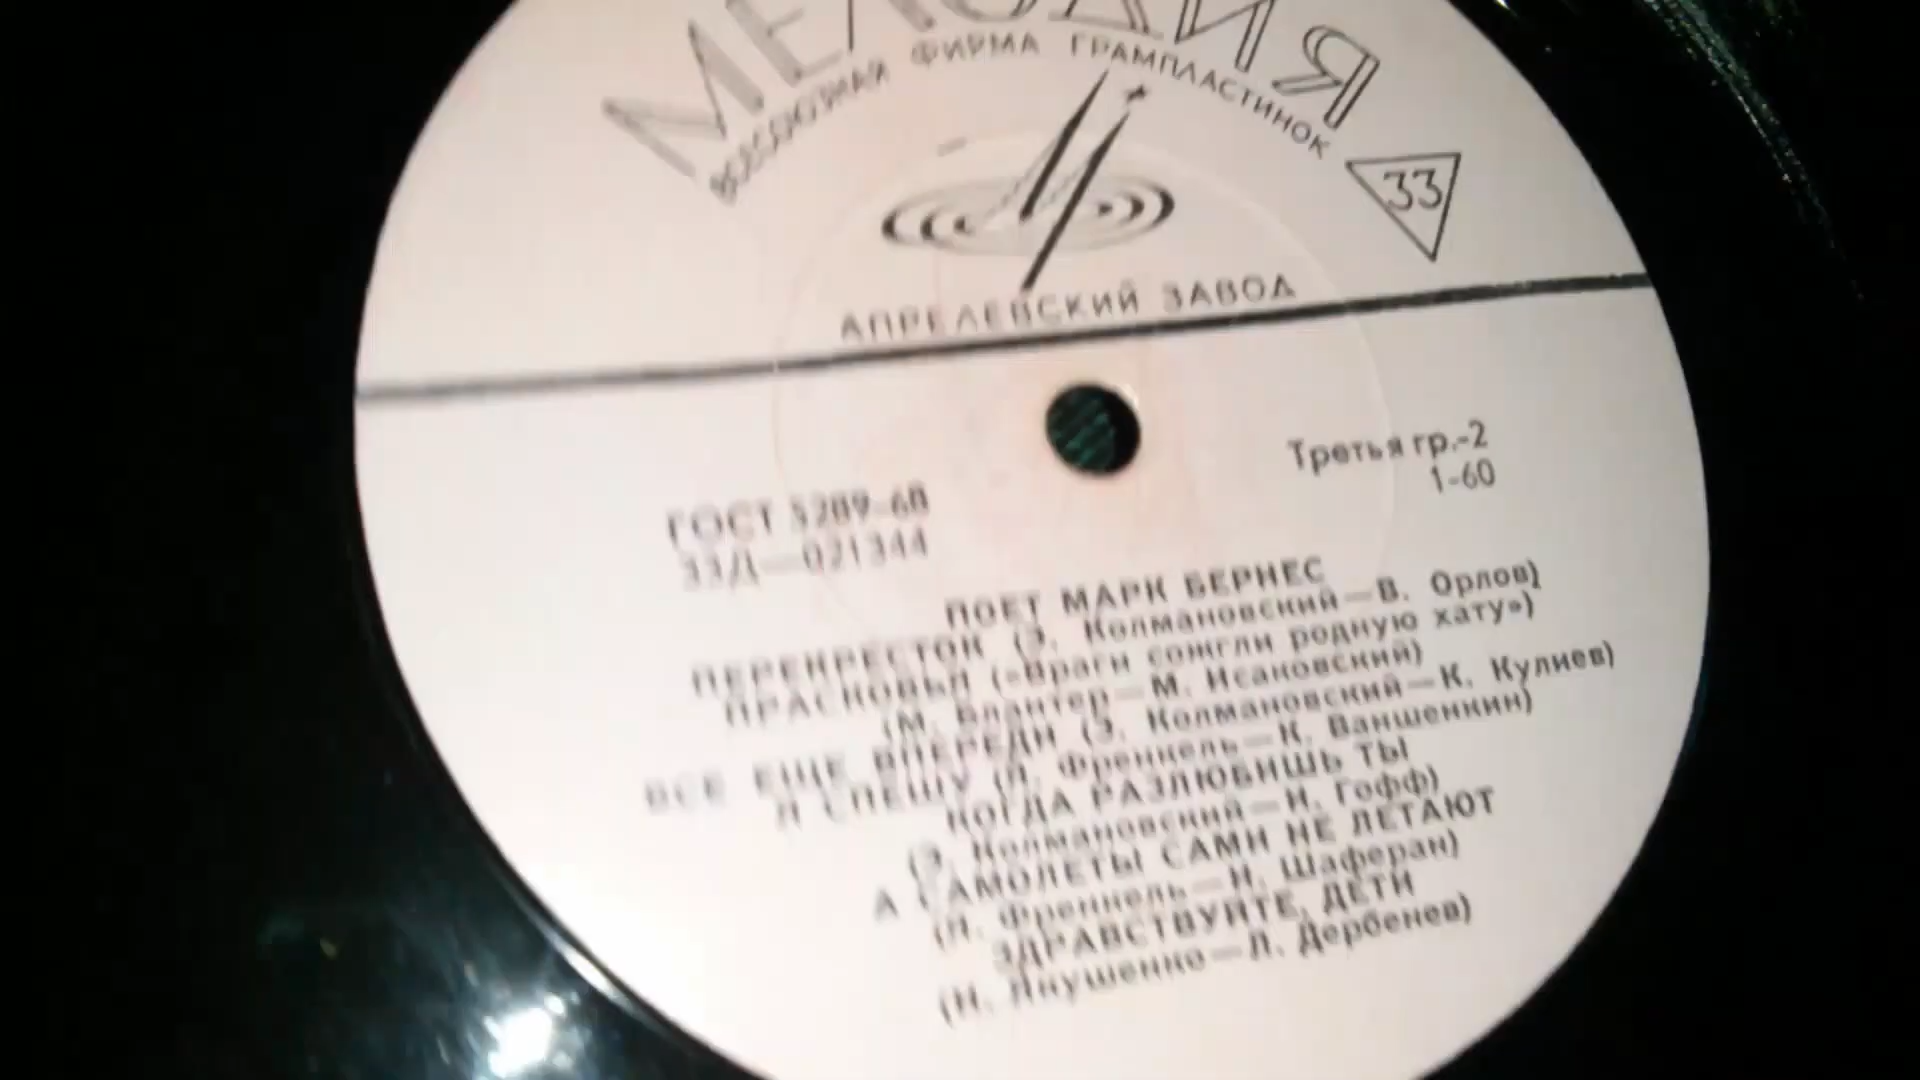 МЕЛОДИЯ
ВСЕСОЮЗНАЯ ФИРМА ГРАМПЛАСТИНОК
33
АПРЕЛЕВСКИЙ ЗАВОД
Третья гр.-2
1-60
ГОСТ 5289-68
33Д—021344
ПОЕТ МАРК БЕРНЕС
ПЕРЕКРЕСТОК (Э. Колмановский—В. Орлов)
ПРАСКОВЬЯ («Враги сожгли родную хату»)
(М. Блантер—М. Исаковский)
ВСЕ ЕЩЕ ВПЕРЕДИ (Э. Колмановский—К. Кулиев)
Я СПЕШУ (Я. Френкель—К. Ваншенкин)
КОГДА РАЗЛЮБИШЬ ТЫ
(Э. Колмановский—И. Гофф)
А САМОЛЕТЫ САМИ НЕ ЛЕТАЮТ
(Я. Френкель—И. Шаферан)
ЗДРАВСТВУЙТЕ, ДЕТИ
(И. Якушенко—Л. Дербенев)